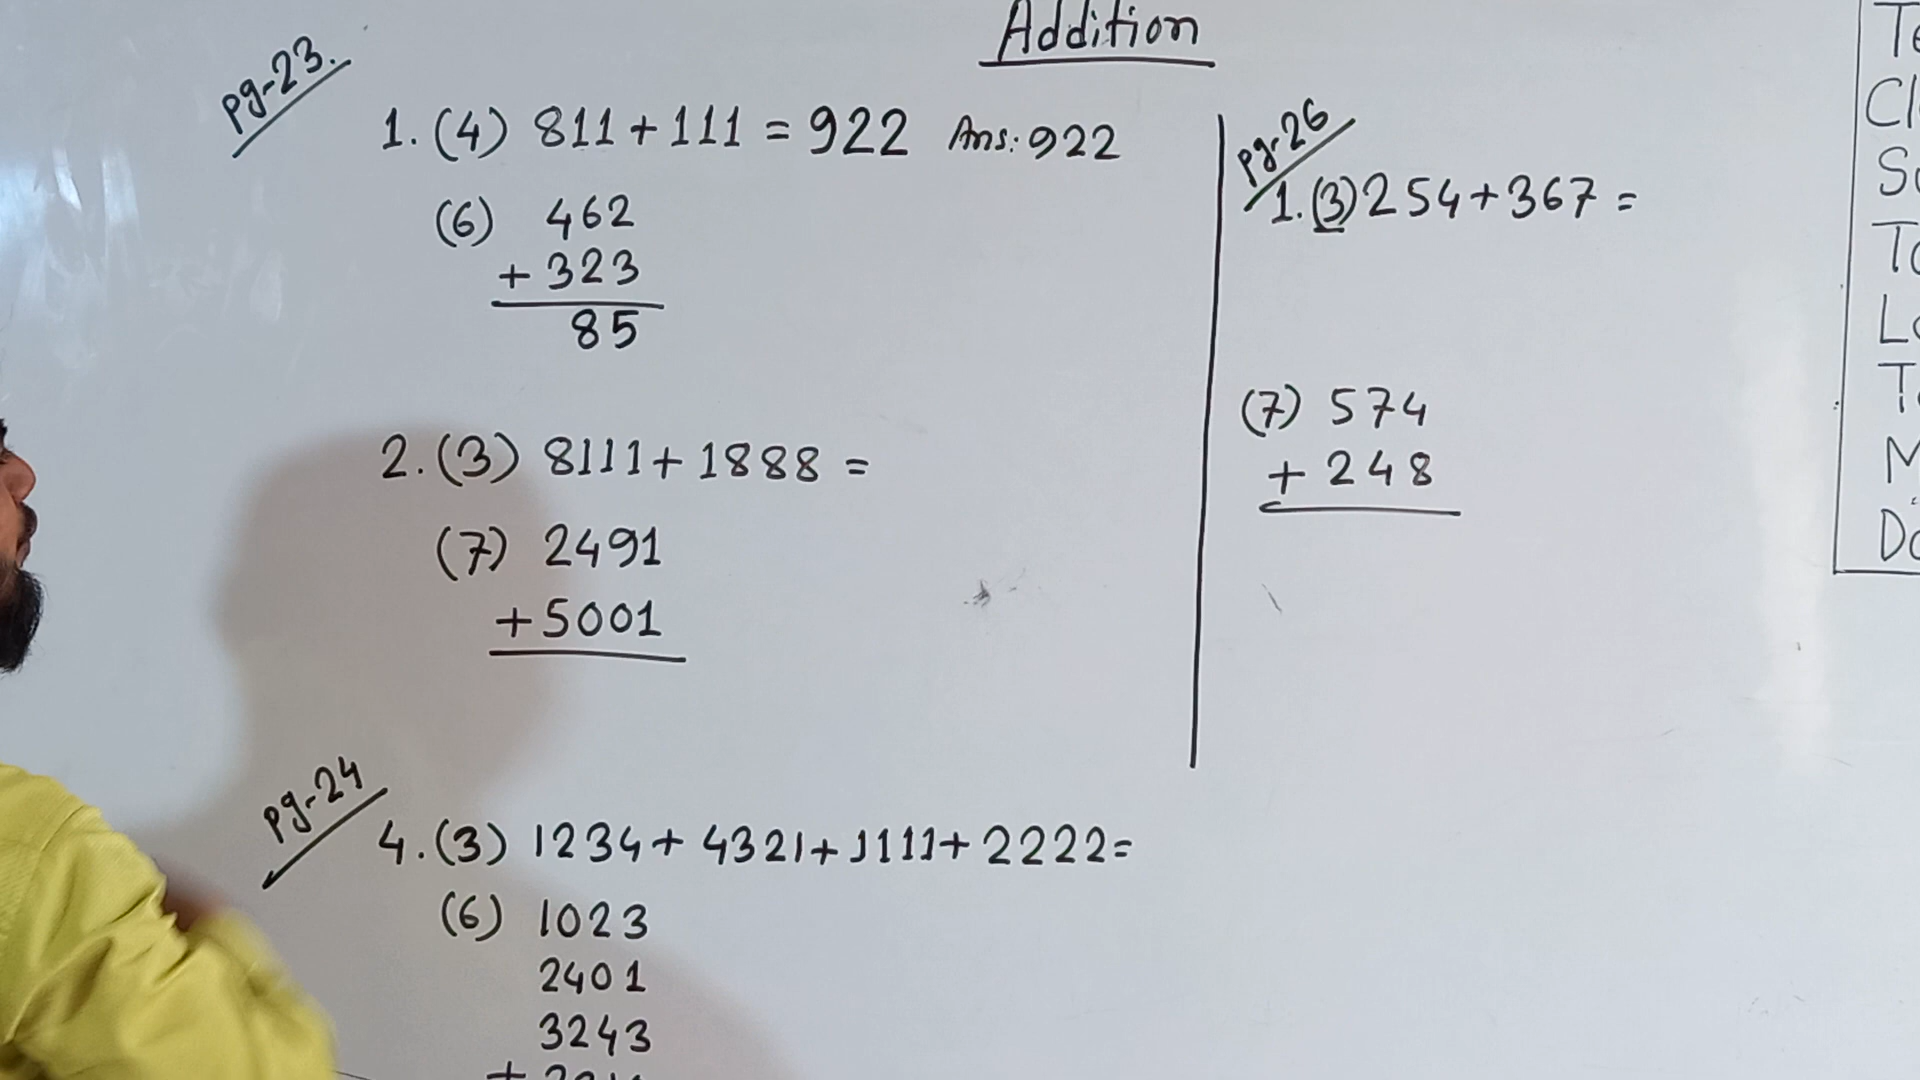 Addition
pg-23.
1. (4) 811 + 111 = 922 Ans: 922
(6) 462
+ 323
85
2. (3) 8111 + 1888 =
(7) 2491
+ 5001
pg-24
4. (3) 1234 + 4321 + 1111 + 2222 =
(6) 1023
2401
3243
+
pg-26
1. (3) 254 + 367 =
(7) 574
+ 248